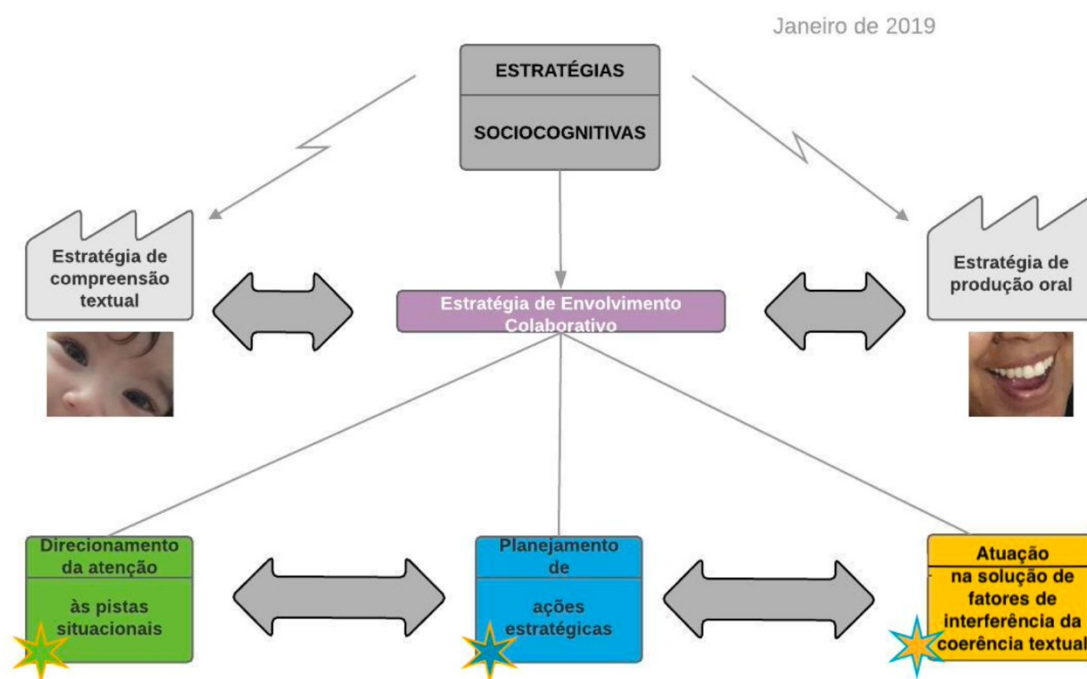 Janeiro de 2019
ESTRATÉGIAS
SOCIOCOGNITIVAS
Estratégia de
compreensão
textual
Estratégia de Envolvimento
Colaborativo
Estratégia de
produção oral
Direcionamento
da atenção
às pistas
situacionais
Planejamento
de
ações
estratégicas
Atuação
na solução de
fatores de
interferência da
coerência textual